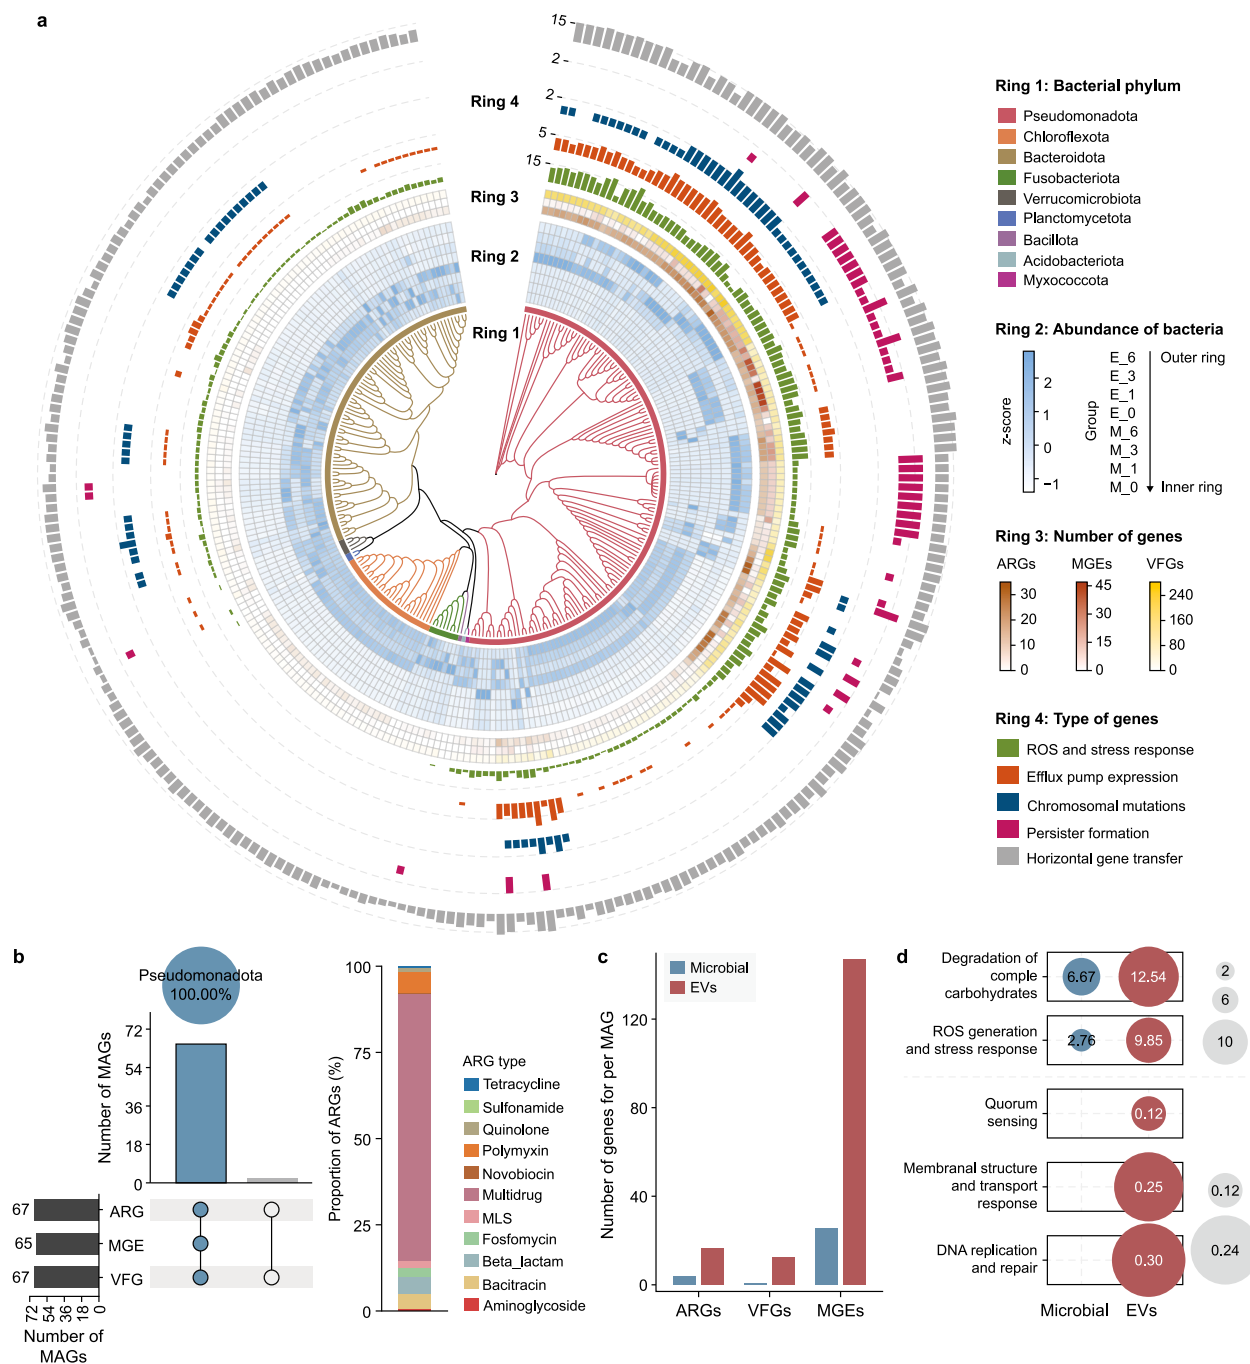 a
15
2
2
5
15
Ring 4
Ring 3
Ring 2
Ring 1
Ring 1: Bacterial phylum
Pseudomonadota
Chloroflexota
Bacteroidota
Fusobacteriota
Verrucomicrobiota
Planctomycetota
Bacillota
Acidobacteriota
Myxococcota
Ring 2: Abundance of bacteria
z-score
2
1
0
−1
Group
E_6
E_3
E_1
E_0
M_6
M_3
M_1
M_0
Outer ring
Inner ring
Ring 3: Number of genes
ARGs
MGEs
VFGs
30
20
10
0
45
30
15
0
240
160
80
0
Ring 4: Type of genes
ROS and stress response
Efflux pump expression
Chromosomal mutations
Persister formation
Horizontal gene transfer
b
Pseudomonadota
100.00%
Number of MAGs
72
54
36
18
0
67
ARG
65
MGE
67
VFG
72
54
36
18
0
Number of
MAGs
Proportion of ARGs (%)
100
75
50
25
0
ARG type
Tetracycline
Sulfonamide
Quinolone
Polymyxin
Novobiocin
Multidrug
MLS
Fosfomycin
Beta_lactam
Bacitracin
Aminoglycoside
c
Microbial
EVs
Number of genes for per MAG
120
80
40
0
ARGs
VFGs
MGEs
d
Degradation of
comple
carbohydrates
6.67
12.54
ROS generation
and stress response
2.76
9.85
Quorum
sensing
0.12
Membranal structure
and transport
response
0.25
DNA replication
and repair
0.30
Microbial
EVs
2
6
10
0.12
0.24